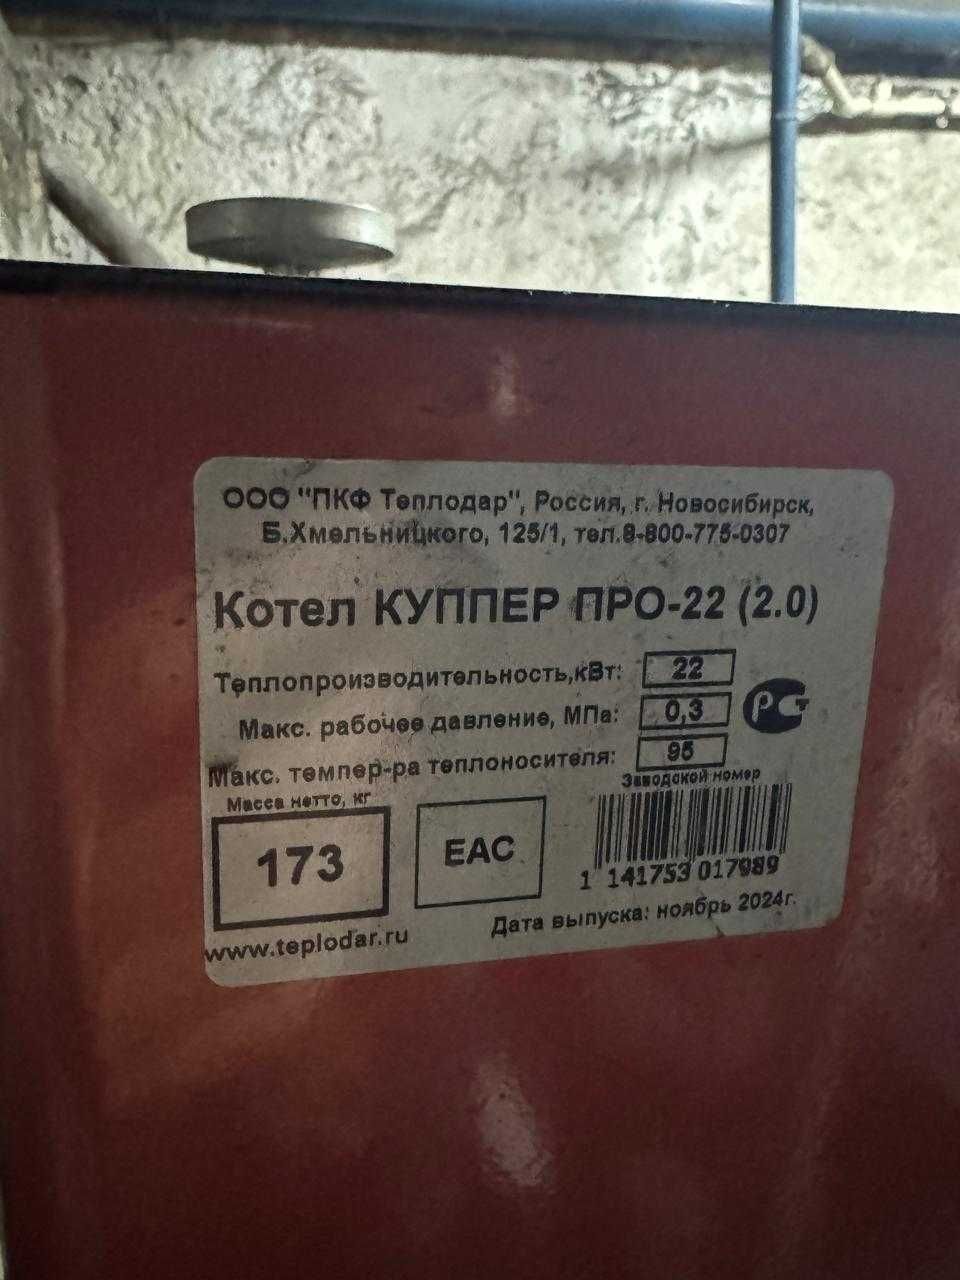 ООО "ПКФ Теплодар", Россия, г. Новосибирск,
Б.Хмельницкого, 125/1, тел.8-800-775-0307
Котел КУППЕР ПРО-22 (2.0)
Теплопроизводительность,кВт: 22
Макс. рабочее давление, МПа: 0,3
РСТ
Макс. темпер-ра теплоносителя: 95
Масса нетто, кг
Заводской номер
173
EAC
1 141753 017989
Дата выпуска: ноябрь 2024г.
www.teplodar.ru